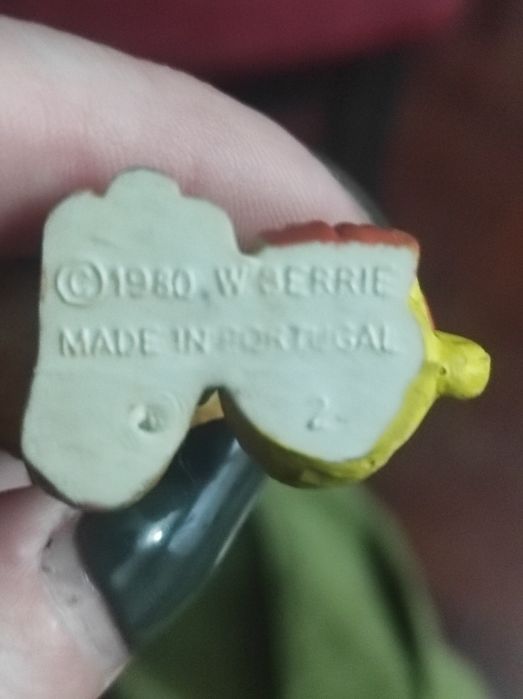 ©1980, W BERRIE
MADE IN PORTUGAL
2